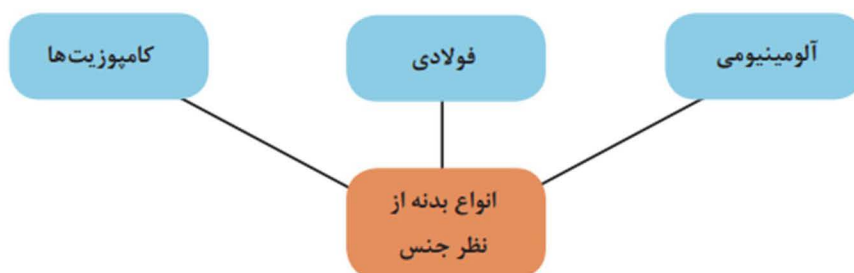 آلومینیومی
فولادی
کامپوزیت‌ها
انواع بدنه از
نظر جنس